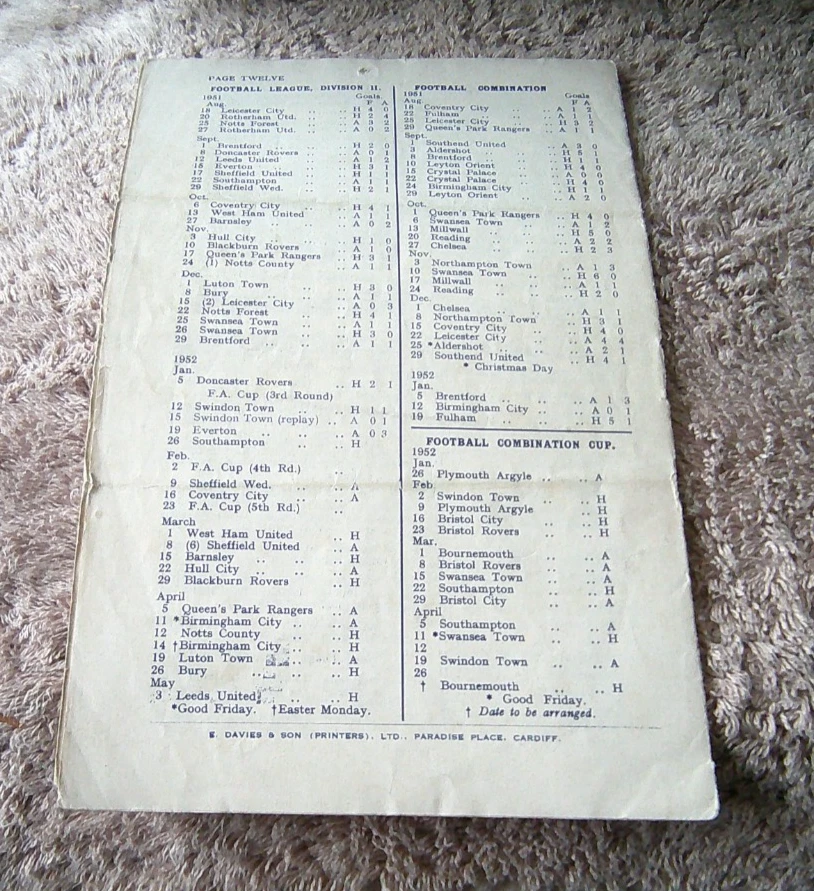 PAGE TWELVE
FOOTBALL LEAGUE, DIVISION II.
1951 Goals
Aug. F A
18 Leicester City .. .. H 4 0
20 Rotherham Utd. .. .. H 2 4
25 Notts Forest .. .. A 3 2
27 Rotherham Utd. .. .. A 0 2
Sept.
1 Brentford .. .. H 2 0
8 Doncaster Rovers .. .. A 0 1
12 Leeds United .. .. A 1 2
15 Everton .. .. H 3 1
17 Sheffield United .. .. H 1 1
22 Southampton .. .. A 1 1
29 Sheffield Wed. .. .. H 2 1
Oct.
6 Coventry City .. .. H 4 1
13 West Ham United .. .. A 1 1
27 Barnsley .. .. A 0 2
Nov.
3 Hull City .. .. H 1 0
10 Blackburn Rovers .. .. A 1 0
17 Queen's Park Rangers .. H 3 1
24 (1) Notts County .. .. A 1 1
Dec.
1 Luton Town .. .. H 3 0
8 Bury .. .. A 1 1
15 (2) Leicester City .. .. A 0 3
22 Notts Forest .. .. H 4 1
25 Swansea Town .. .. A 1 1
26 Swansea Town .. .. H 3 0
29 Brentford .. .. A 1 1
1952
Jan.
5 Doncaster Rovers .. H 2 1
F.A. Cup (3rd Round)
12 Swindon Town .. .. H 1 1
15 Swindon Town (replay) .. A 0 1
19 Everton .. .. .. A 0 3
26 Southampton .. .. H
Feb.
2 F.A. Cup (4th Rd.) ..
9 Sheffield Wed. .. .. A
16 Coventry City .. .. A
23 F.A. Cup (5th Rd.) ..
March
1 West Ham United .. H
8 (6) Sheffield United .. A
15 Barnsley .. .. .. H
22 Hull City .. .. A
29 Blackburn Rovers .. H
April
5 Queen's Park Rangers .. A
11 *Birmingham City .. A
12 Notts County .. .. H
14 †Birmingham City .. H
19 Luton Town .. .. A
26 Bury .. .. .. H
May
3 Leeds United .. .. H
*Good Friday. †Easter Monday.
FOOTBALL COMBINATION
1951 Goals
Aug F A
18 Coventry City .. .. A 1 2
22 Fulham .. .. A 1 1
25 Leicester City .. .. H 3 2
29 Queen's Park Rangers .. A 1 1
Sept.
1 Southend United .. .. A 3 0
3 Aldershot .. .. H 6 1
8 Brentford .. .. H 1 1
10 Leyton Orient .. .. H 4 0
15 Crystal Palace .. .. A 0 0
22 Crystal Palace .. .. H 4 0
24 Birmingham City .. .. H 1 1
29 Leyton Orient .. .. A 2 0
Oct.
1 Queen's Park Rangers .. H 4 0
6 Swansea Town .. .. A 1 2
13 Millwall .. .. H 5 0
20 Reading .. .. A 2 2
27 Chelsea .. .. H 2 3
Nov.
3 Northampton Town .. A 1 3
10 Swansea Town .. .. H 6 0
17 Millwall .. .. A 1 1
24 Reading .. .. H 2 0
Dec.
1 Chelsea .. .. A 1 1
8 Northampton Town .. H 3 1
15 Coventry City .. .. H 4 0
22 Leicester City .. .. A 4 4
25 *Aldershot .. .. A 2 1
29 Southend United .. .. H 4 1
* Christmas Day
1952
Jan.
5 Brentford .. .. .. A 1 3
12 Birmingham City .. .. A 0 1
19 Fulham .. .. .. H 5 1
FOOTBALL COMBINATION CUP.
1952
Jan.
26 Plymouth Argyle .. .. A
Feb
2 Swindon Town .. .. H
9 Plymouth Argyle .. .. H
16 Bristol City .. .. H
23 Bristol Rovers .. .. H
Mar.
1 Bournemouth .. .. A
8 Bristol Rovers .. .. A
15 Swansea Town .. .. A
22 Southampton .. .. H
29 Bristol City .. .. A
April
5 Southampton .. .. A
11 *Swansea Town .. .. H
12
19 Swindon Town .. .. A
26
† Bournemouth .. .. H
* Good Friday.
† Date to be arranged.
E. DAVIES & SON (PRINTERS), LTD., PARADISE PLACE, CARDIFF.